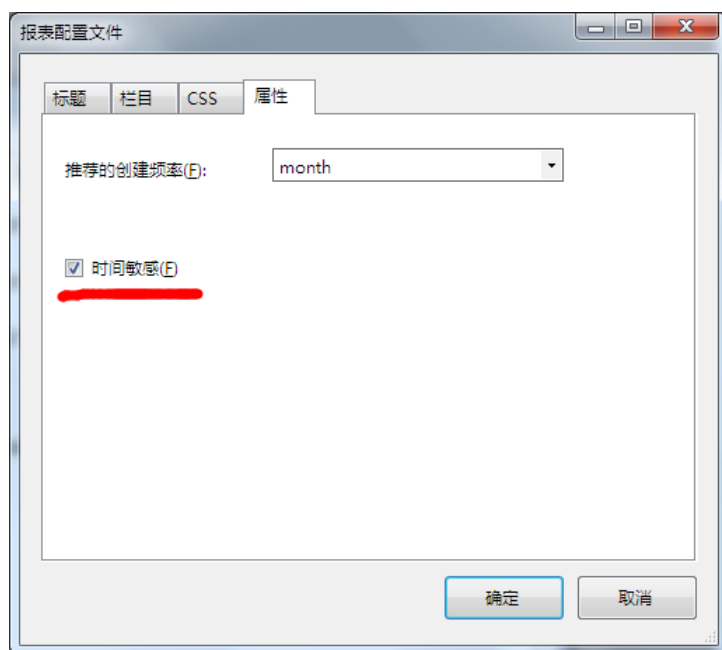 报表配置文件
标题 栏目 CSS 属性
推荐的创建频率(F): month
时间敏感(F)
确定 取消